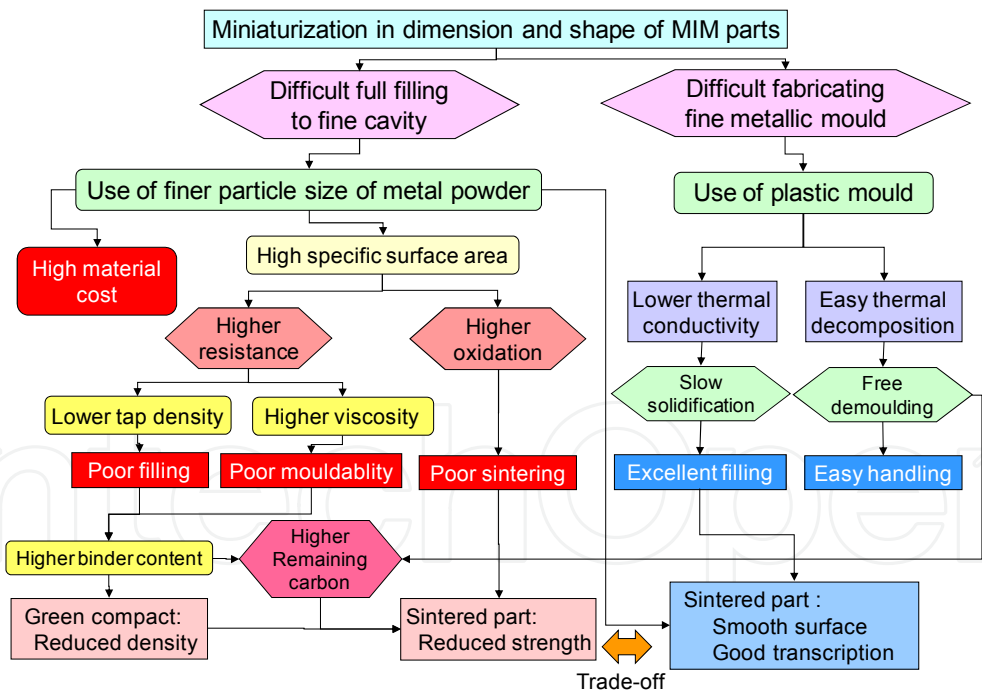 Miniaturization in dimension and shape of MIM parts
Difficult full filling
to fine cavity
Difficult fabricating
fine metallic mould
Use of finer particle size of metal powder
Use of plastic mould
High material
cost
High specific surface area
Lower thermal
conductivity
Easy thermal
decomposition
Higher
resistance
Higher
oxidation
Slow
solidification
Free
demoulding
Lower tap density
Higher viscosity
Poor filling
Poor mouldablity
Poor sintering
Excellent filling
Easy handling
IntechOpen
Higher binder content
Higher
Remaining
carbon
Green compact:
Reduced density
Sintered part:
Reduced strength
Sintered part :
Smooth surface
Good transcription
Trade-off